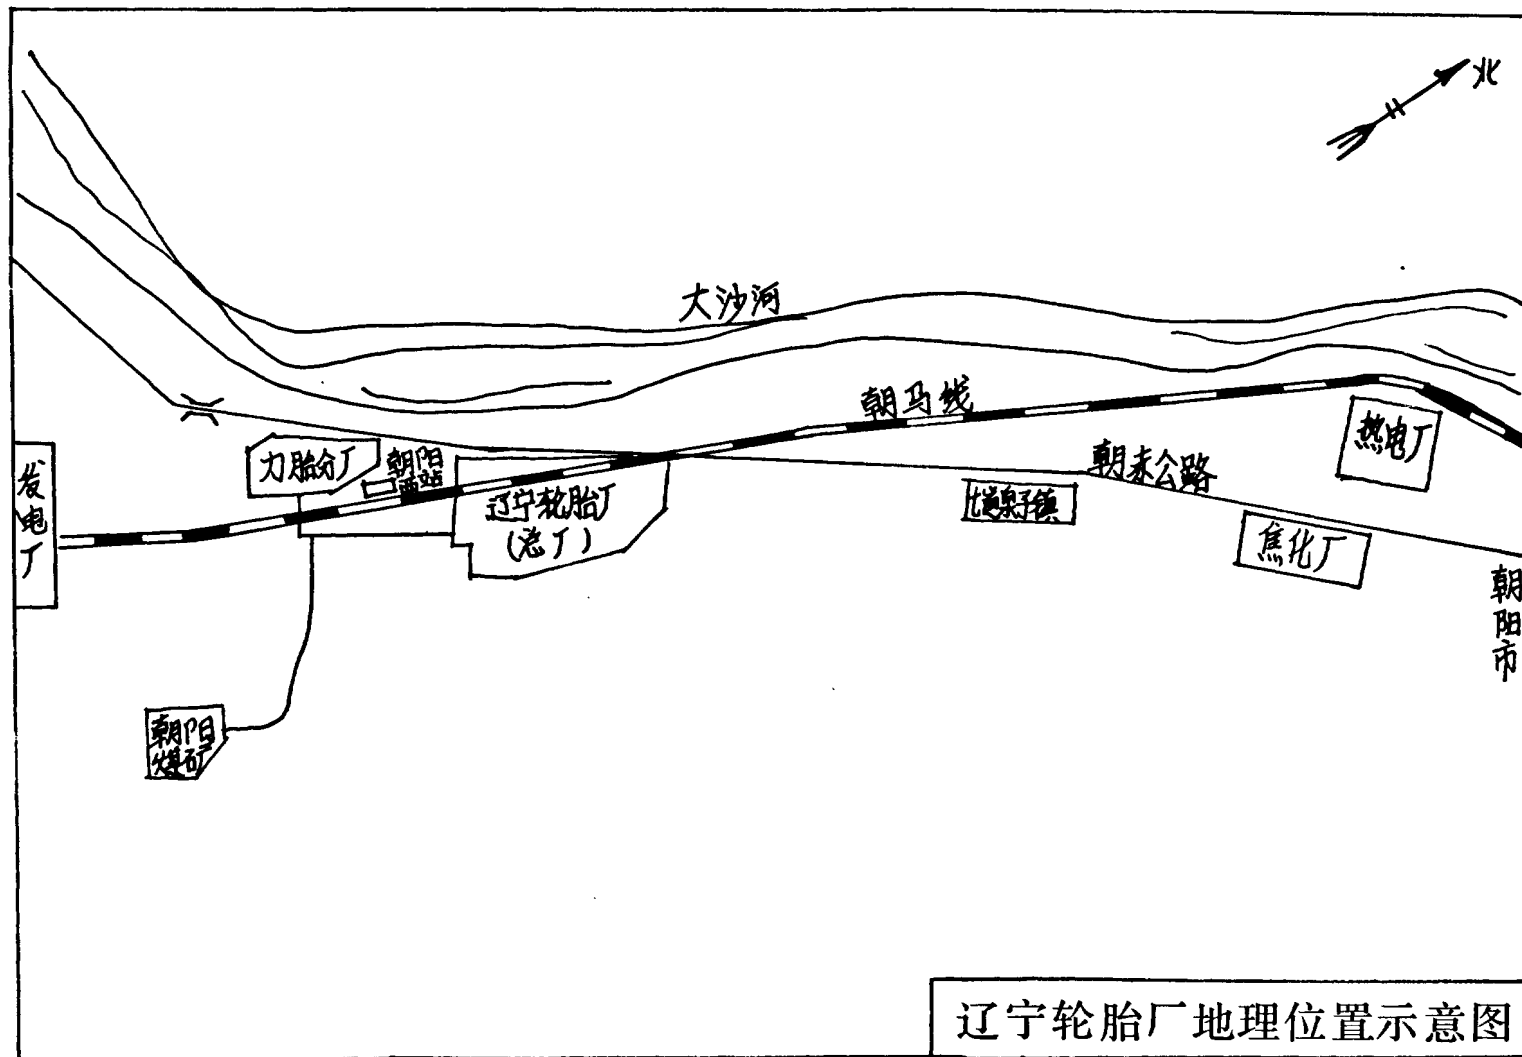 北
大沙河
朝马线
热电厂
朝赤公路
力胎分厂
朝阳
西站
辽宁轮胎厂
(总厂)
发电厂
焦化厂
朝阳市
朝阳
煤矿
辽宁轮胎厂地理位置示意图